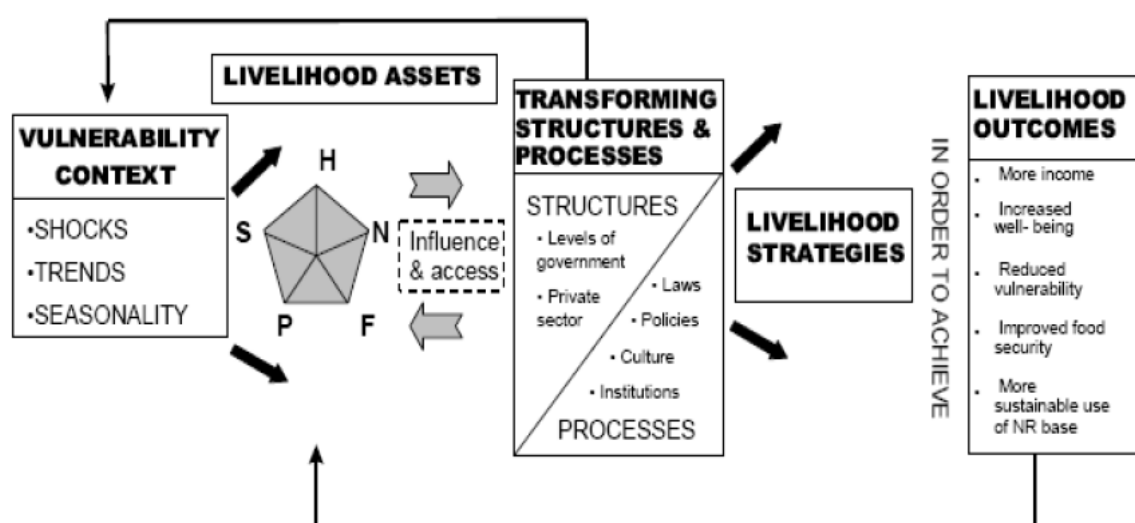 LIVELIHOOD ASSETS
VULNERABILITY
CONTEXT
•SHOCKS
•TRENDS
•SEASONALITY
H
S
N
P
F
Influence
& access
TRANSFORMING
STRUCTURES &
PROCESSES
STRUCTURES
• Levels of
government
• Private
sector
• Laws
• Policies
• Culture
• Institutions
PROCESSES
LIVELIHOOD
STRATEGIES
IN ORDER TO ACHIEVE
LIVELIHOOD
OUTCOMES
• More income
• Increased
well- being
• Reduced
vulnerability
• Improved food
security
• More
sustainable use
of NR base